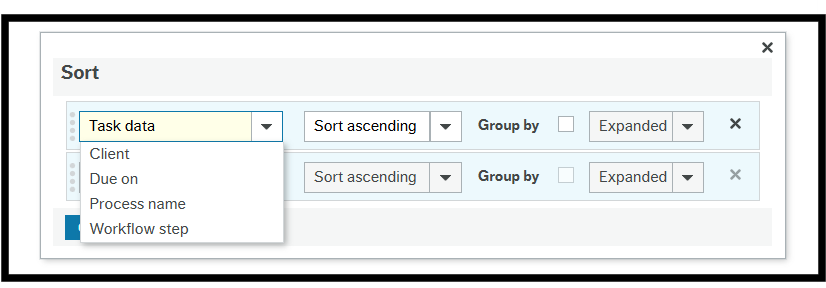 Sort
Task data Sort ascending Group by Expanded
Client
Due on Sort ascending Group by Expanded
Process name
Workflow step